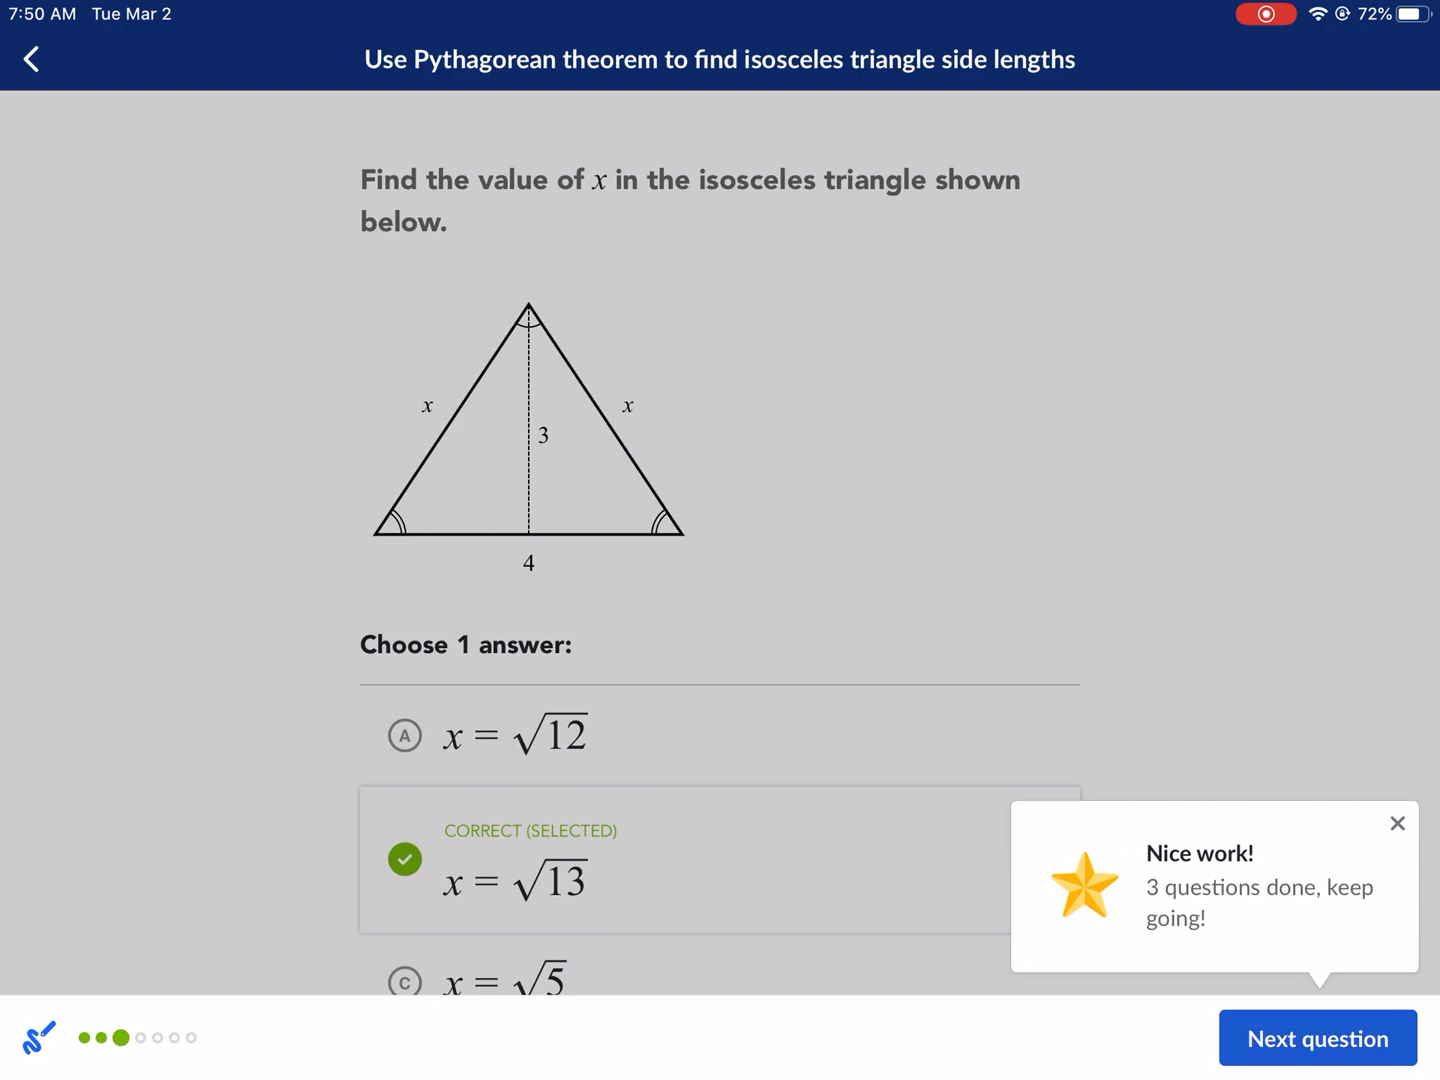 7:50 AM Tue Mar 2
72%
Use Pythagorean theorem to find isosceles triangle side lengths
Find the value of x in the isosceles triangle shown
below.
x
x
3
4
Choose 1 answer:
A x = √12
CORRECT (SELECTED)
x = √13
C x = √5
Nice work!
3 questions done, keep
going!
Next question